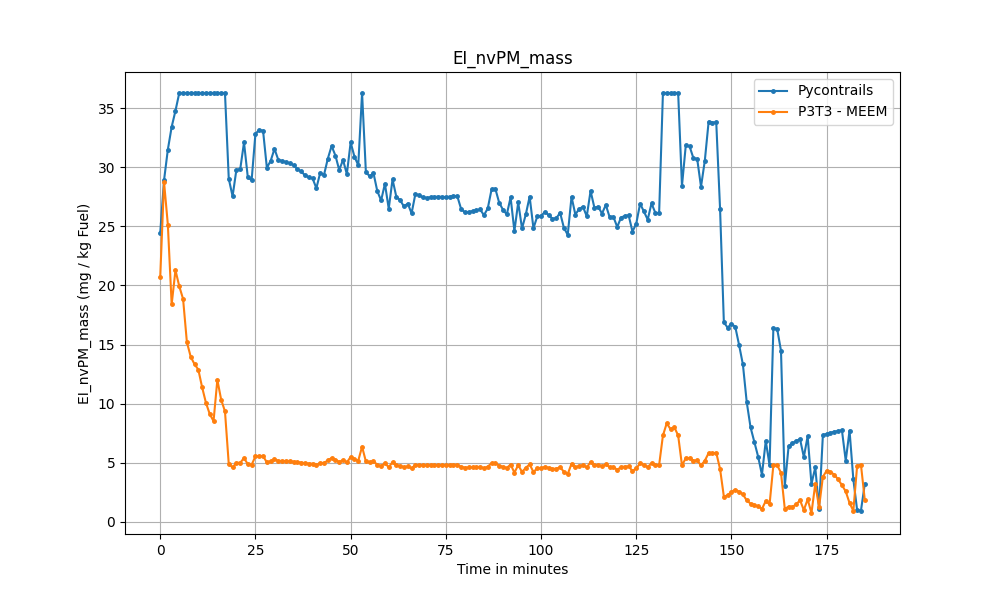 EI_nvPM_mass
Pycontrails
P3T3 - MEEM
EI_nvPM_mass (mg / kg Fuel)
35
30
25
20
15
10
5
0
0 25 50 75 100 125 150 175
Time in minutes